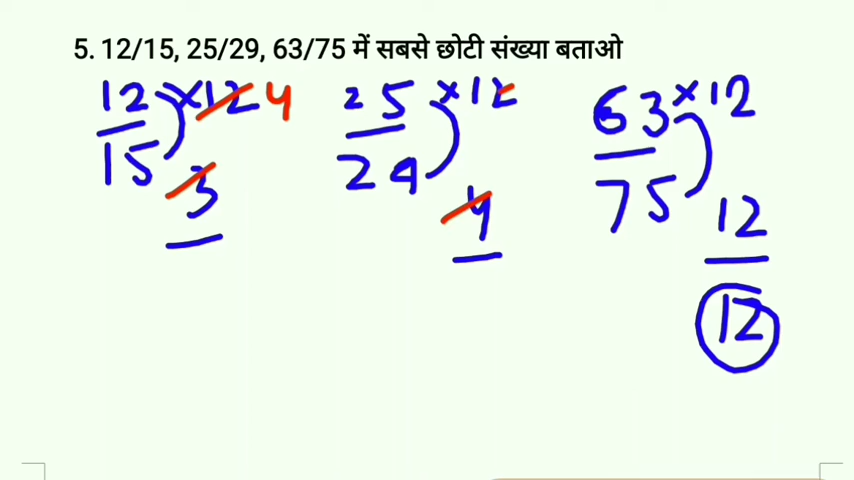 5. 12/15, 25/29, 63/75 में सबसे छोटी संख्या बताओ
12 ×12 4 25 ×12 63 ×12
15 29 75
3 4 12
12